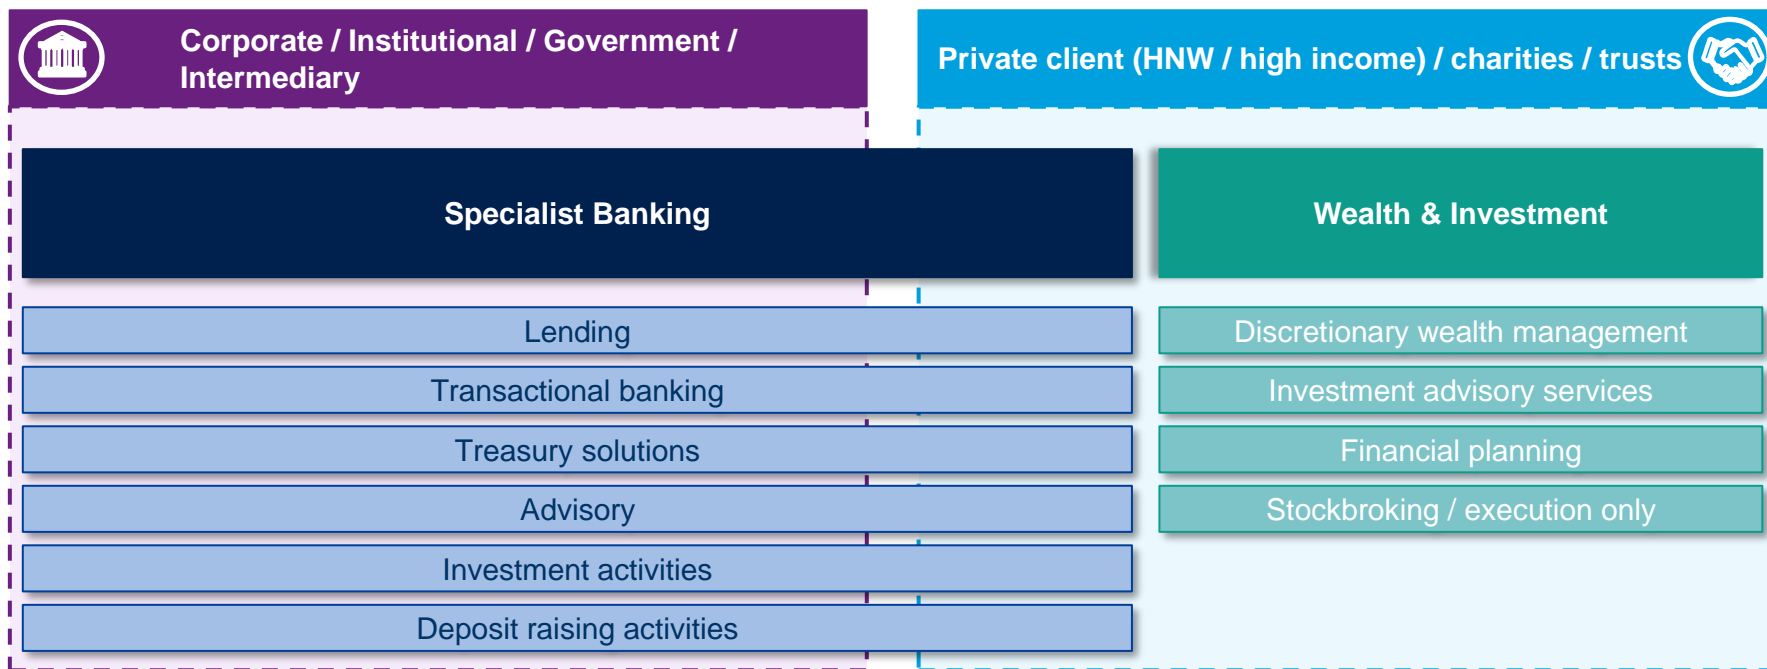 Corporate / Institutional / Government /
Intermediary
Private client (HNW / high income) / charities / trusts
Specialist Banking
Wealth & Investment
Lending
Transactional banking
Treasury solutions
Advisory
Investment activities
Deposit raising activities
Discretionary wealth management
Investment advisory services
Financial planning
Stockbroking / execution only